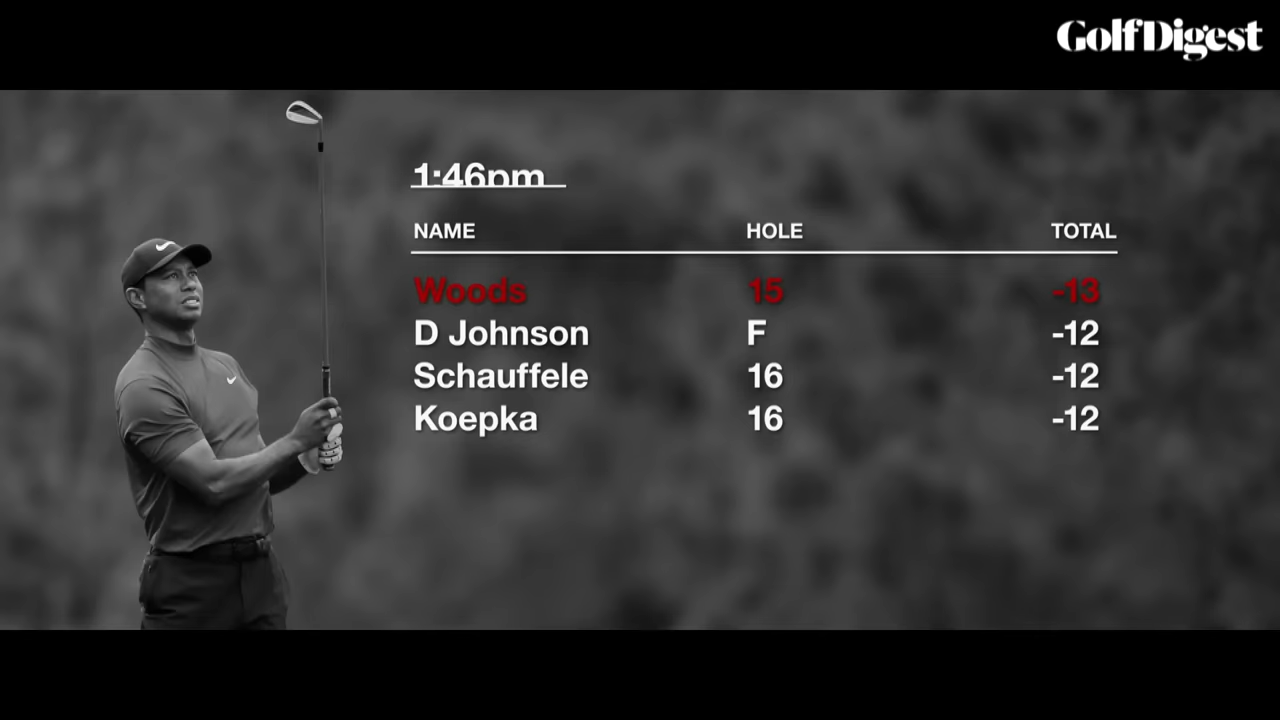 GolfDigest
1:46pm
NAME HOLE TOTAL
Woods 15 -13
D Johnson F -12
Schauffele 16 -12
Koepka 16 -12